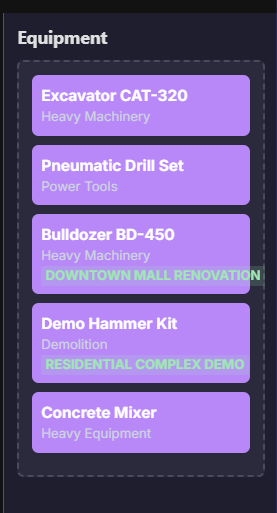 Equipment
Excavator CAT-320
Heavy Machinery
Pneumatic Drill Set
Power Tools
Bulldozer BD-450
Heavy Machinery
DOWNTOWN MALL RENOVATION
Demo Hammer Kit
Demolition
RESIDENTIAL COMPLEX DEMO
Concrete Mixer
Heavy Equipment